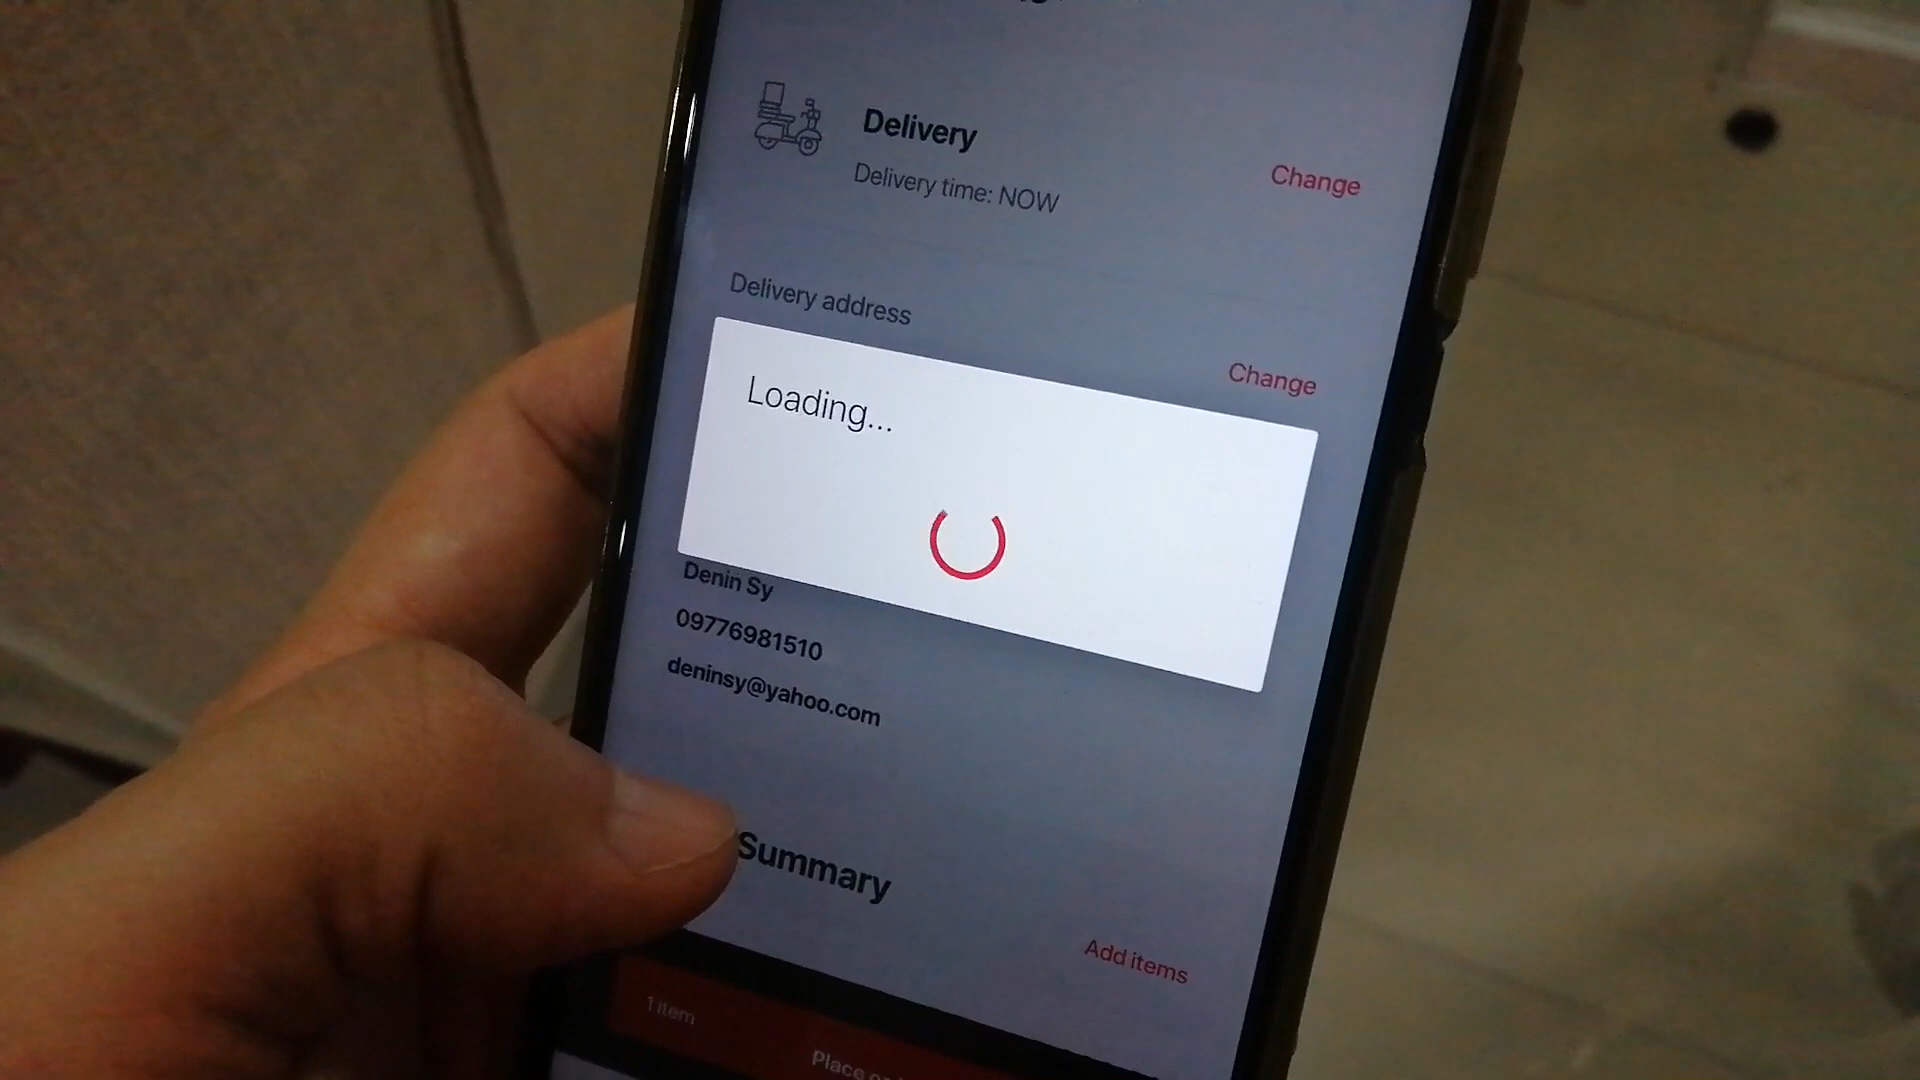 Delivery
Delivery time: NOW
Change
Delivery address
Change
Loading...
Denin Sy
09776981510
deninsy@yahoo.com
Summary
Add items
1 item
Place